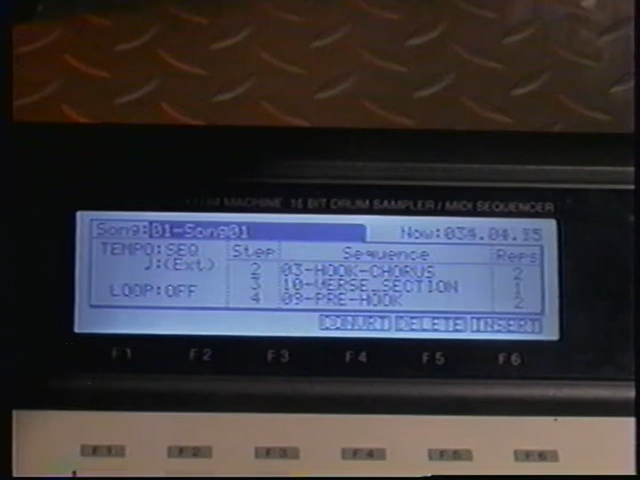 MACHINE 16 BIT DRUM SAMPLER / MIDI SEQUENCER
Song:01-Song01 Now:034.04.15
TEMPO:SEQ Step Sequence Reps
♩:(Ext) 2 03-HOOK-CHORUS 2
3 10-VERSE SECTION 1
LOOP:OFF 4 09-PRE-HOOK 2
CONVRT DELETE INSERT
F1 F2 F3 F4 F5 F6
F1 F2 F3 F4 F5 F6